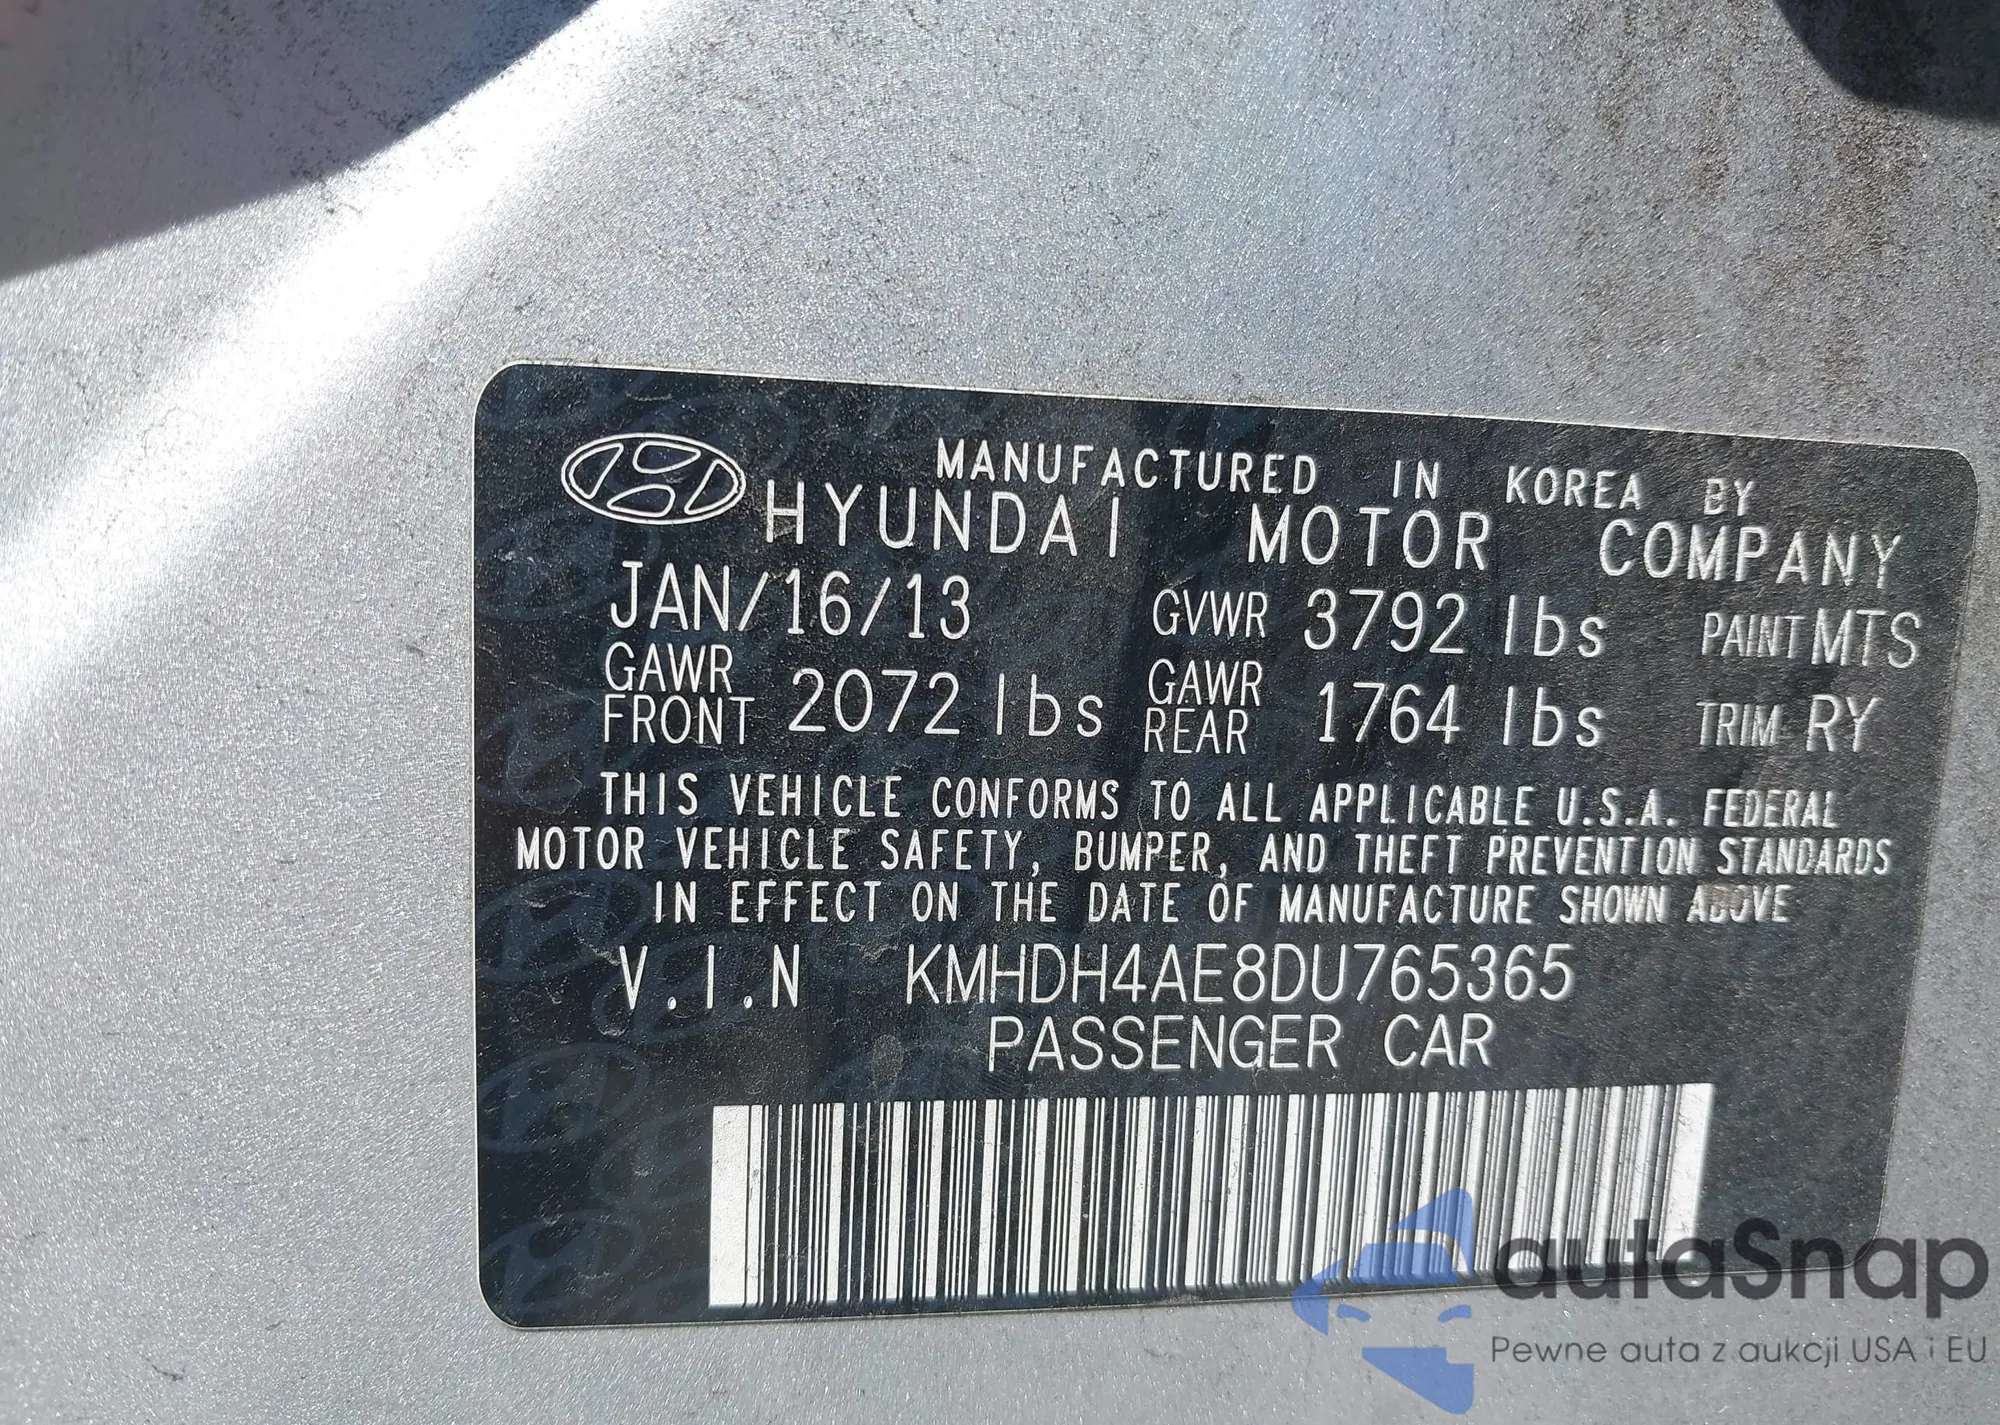 MANUFACTURED IN KOREA BY
HYUNDAI MOTOR COMPANY
JAN/16/13 GVWR 3792 lbs PAINT MTS
GAWR FRONT 2072 lbs GAWR REAR 1764 lbs TRIM RY
THIS VEHICLE CONFORMS TO ALL APPLICABLE U.S.A. FEDERAL
MOTOR VEHICLE SAFETY, BUMPER, AND THEFT PREVENTION STANDARDS
IN EFFECT ON THE DATE OF MANUFACTURE SHOWN ABOVE
V.I.N KMHDH4AE8DU765365
PASSENGER CAR
autaSnap
Pewne auta z aukcji USA i EU